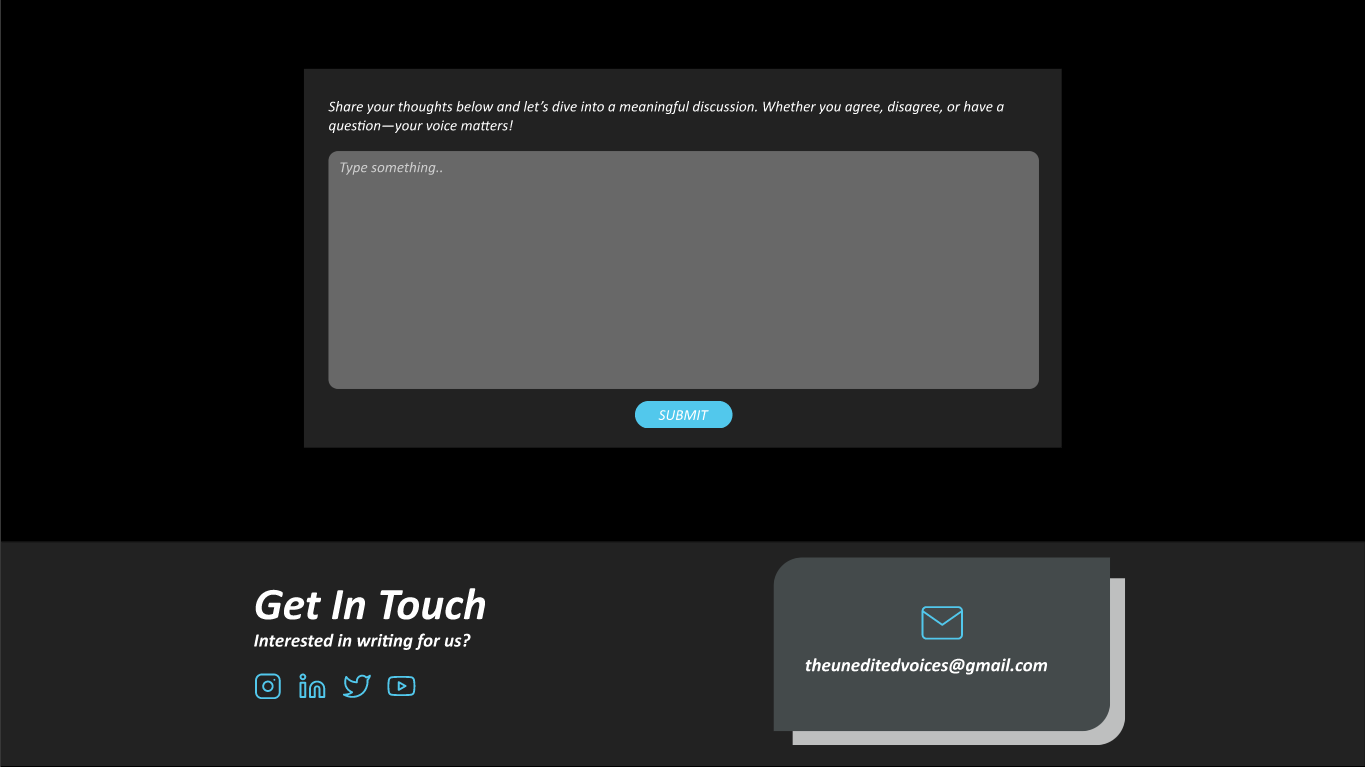 Share your thoughts below and let’s dive into a meaningful discussion. Whether you agree, disagree, or have a
question—your voice matters!
Type something..
SUBMIT
Get In Touch
Interested in writing for us?
theuneditedvoices@gmail.com